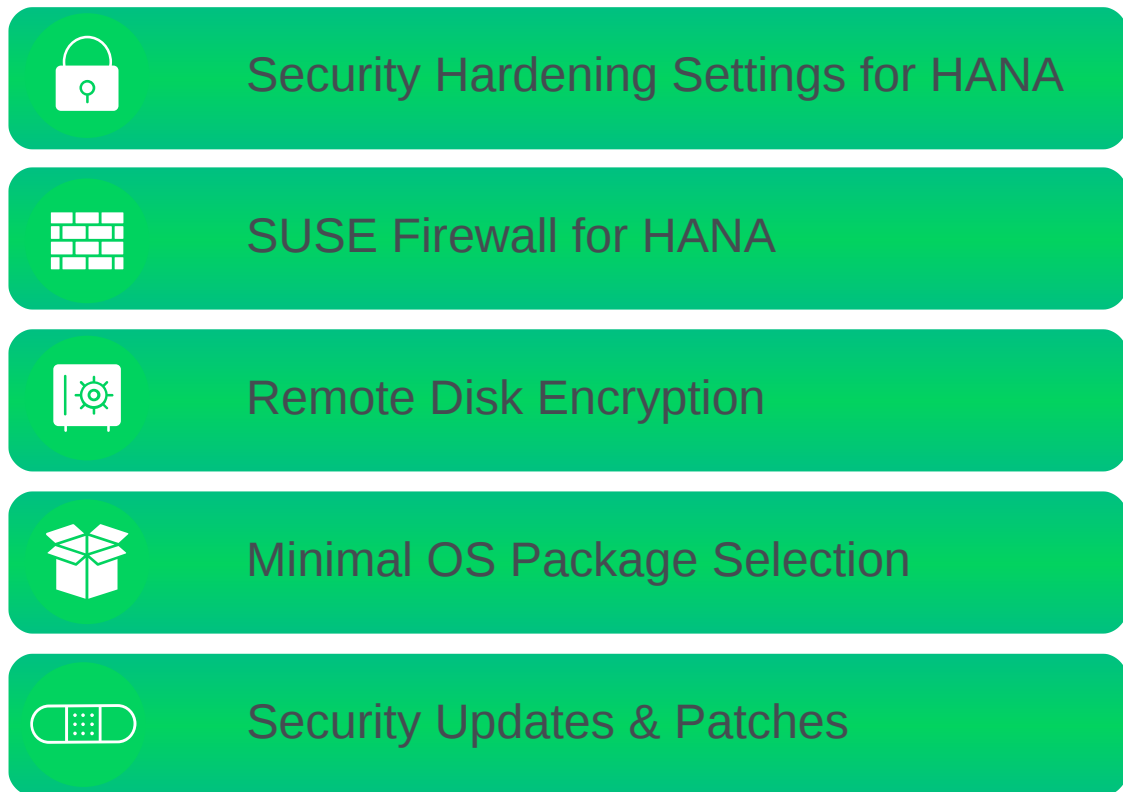 Security Hardening Settings for HANA
SUSE Firewall for HANA
Remote Disk Encryption
Minimal OS Package Selection
Security Updates & Patches